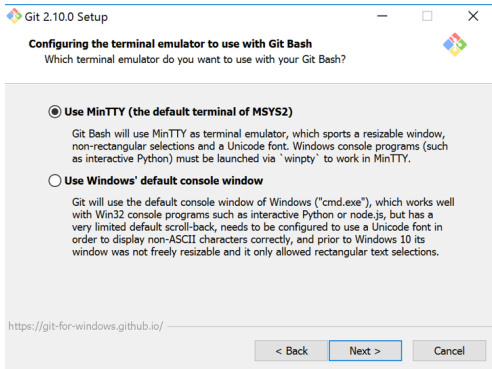 Git 2.10.0 Setup
Configuring the terminal emulator to use with Git Bash
Which terminal emulator do you want to use with your Git Bash?
Use MinTTY (the default terminal of MSYS2)
Git Bash will use MinTTY as terminal emulator, which sports a resizable window,
non-rectangular selections and a Unicode font. Windows console programs (such
as interactive Python) must be launched via `winpty` to work in MinTTY.
Use Windows' default console window
Git will use the default console window of Windows ("cmd.exe"), which works well
with Win32 console programs such as interactive Python or node.js, but has a
very limited default scroll-back, needs to be configured to use a Unicode font in
order to display non-ASCII characters correctly, and prior to Windows 10 its
window was not freely resizable and it only allowed rectangular text selections.
https://git-for-windows.github.io/
< Back Next > Cancel